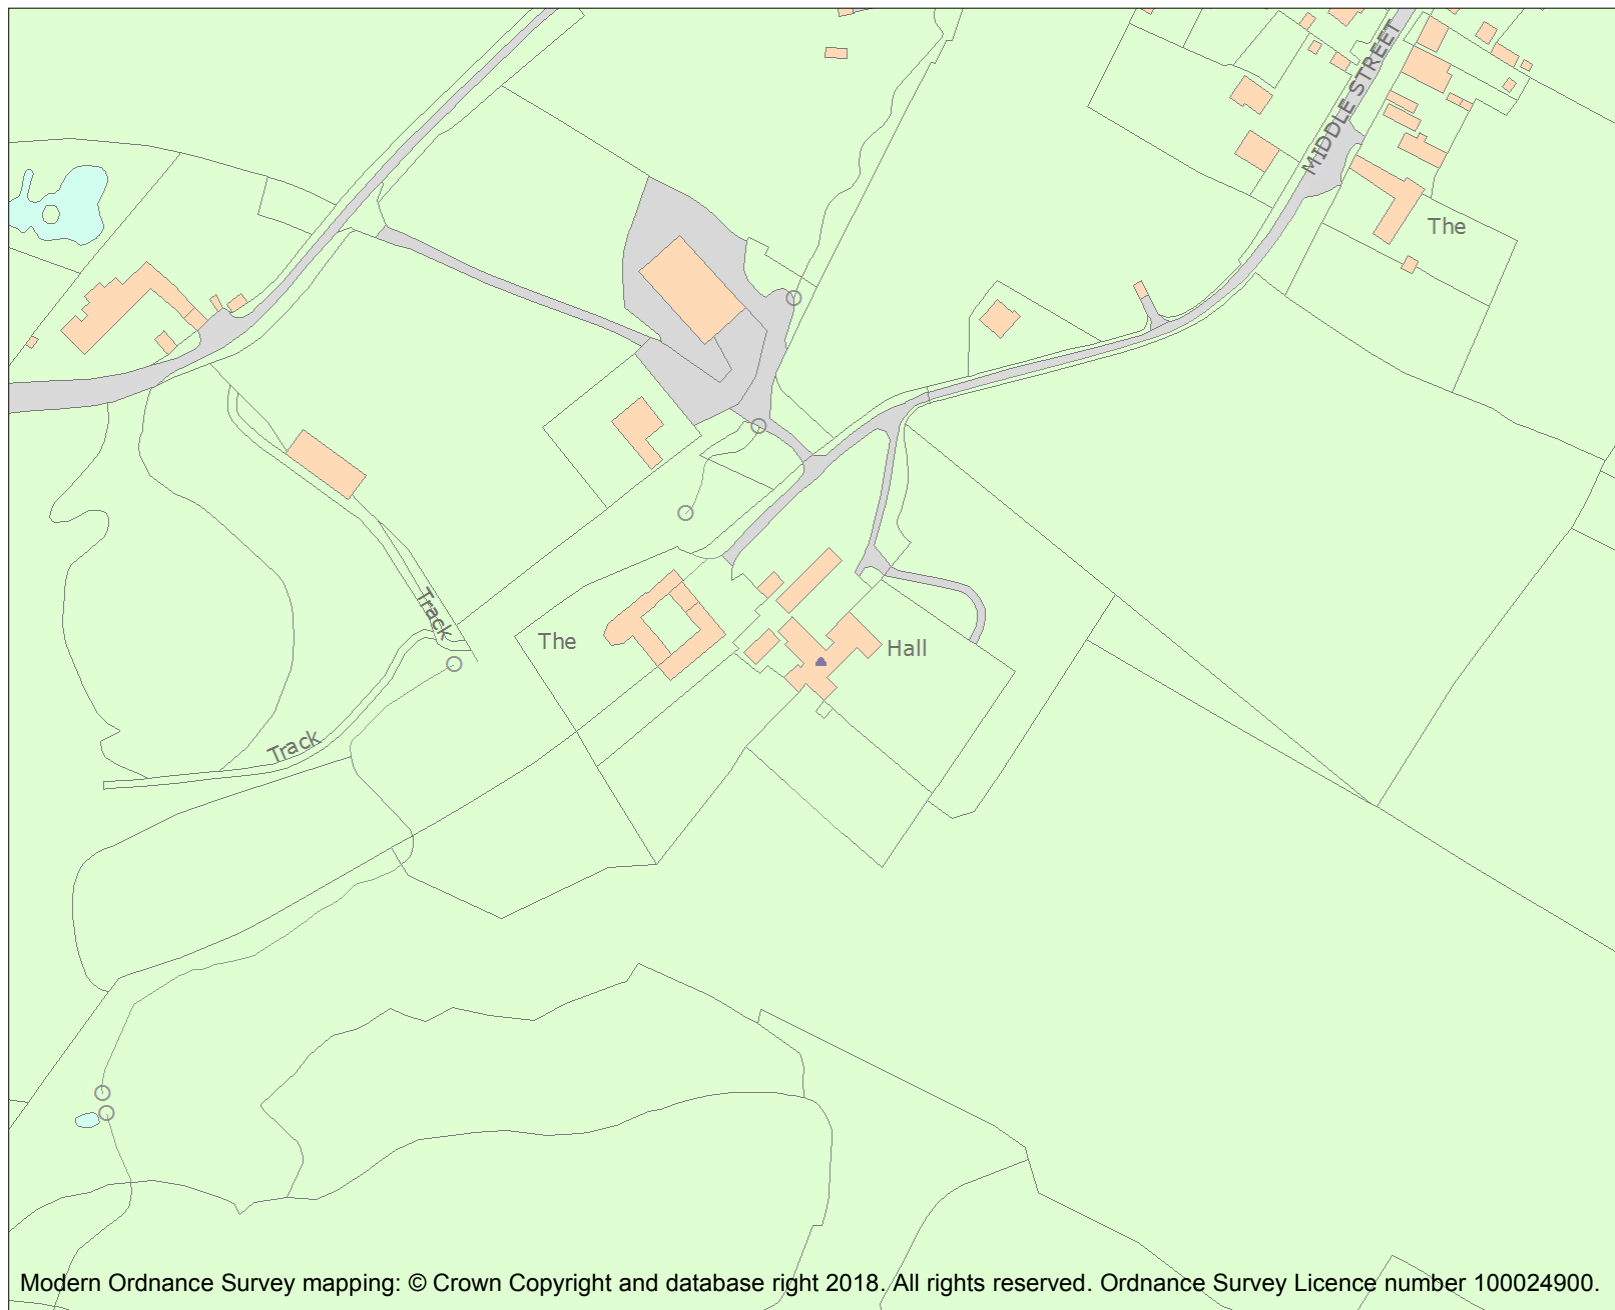 MIDDLE STREET
The
Track
The
Hall
Track
Modern Ordnance Survey mapping: © Crown Copyright and database right 2018. All rights reserved. Ordnance Survey Licence number 100024900.